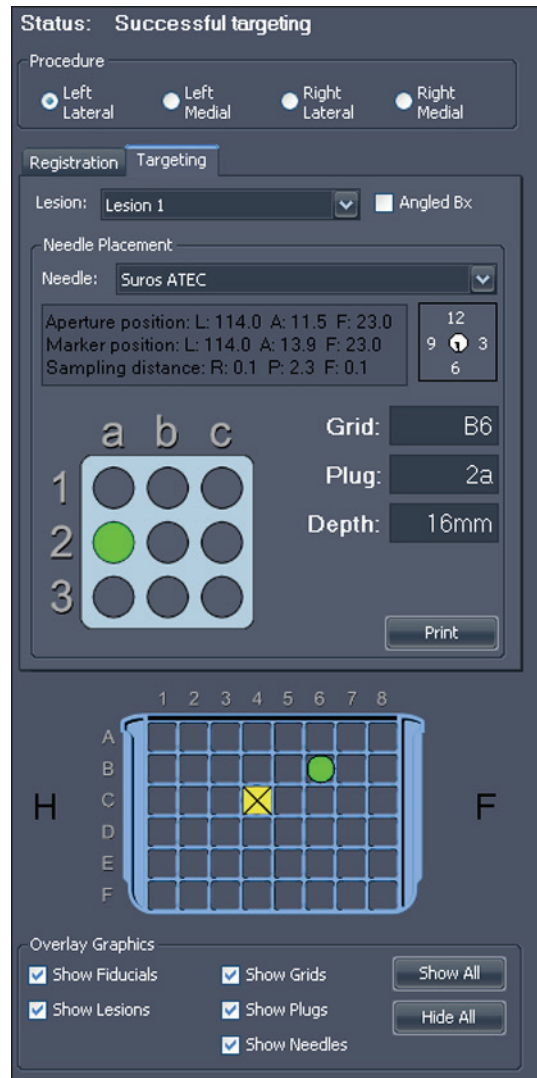 Status: Successful targeting
Procedure
Left Lateral Left Medial Right Lateral Right Medial
Registration Targeting
Lesion: Lesion 1 Angled Bx
Needle Placement
Needle: Suros ATEC
Aperture position: L: 114.0 A: 11.5 F: 23.0
Marker position: L: 114.0 A: 13.9 F: 23.0
Sampling distance: R: 0.1 P: 2.3 F: 0.1
12
9 3
6
a b c
1
2
3
Grid: B6
Plug: 2a
Depth: 16mm
Print
1 2 3 4 5 6 7 8
A
B
C
D
E
F
H F
Overlay Graphics
Show Fiducials Show Grids Show All
Show Lesions Show Plugs Hide All
Show Needles